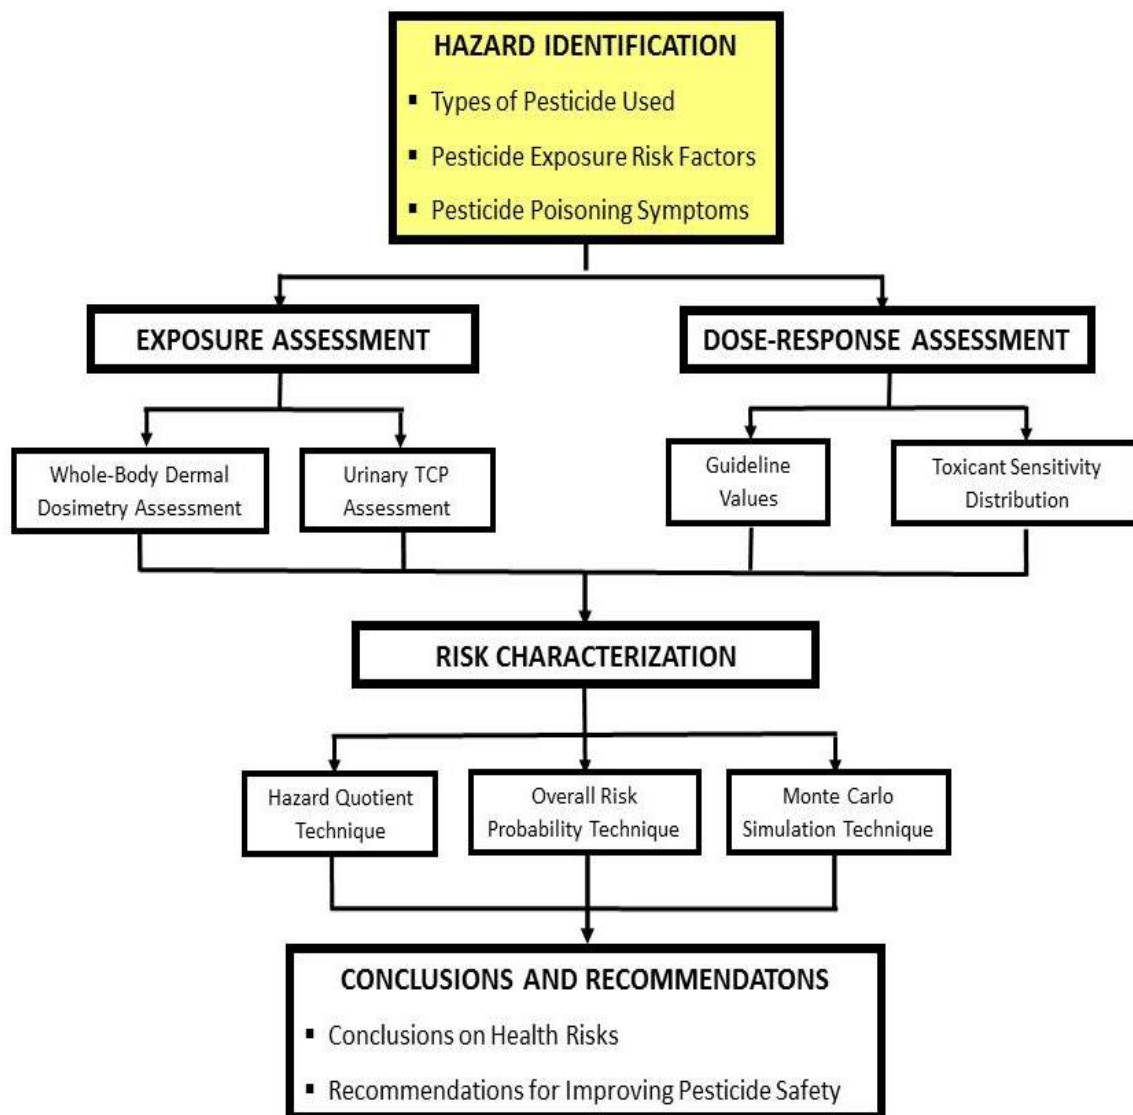 HAZARD IDENTIFICATION
▪ Types of Pesticide Used
▪ Pesticide Exposure Risk Factors
▪ Pesticide Poisoning Symptoms
EXPOSURE ASSESSMENT
DOSE-RESPONSE ASSESSMENT
Whole-Body Dermal
Dosimetry Assessment
Urinary TCP
Assessment
Guideline
Values
Toxicant Sensitivity
Distribution
RISK CHARACTERIZATION
Hazard Quotient
Technique
Overall Risk
Probability Technique
Monte Carlo
Simulation Technique
CONCLUSIONS AND RECOMMENDATONS
▪ Conclusions on Health Risks
▪ Recommendations for Improving Pesticide Safety